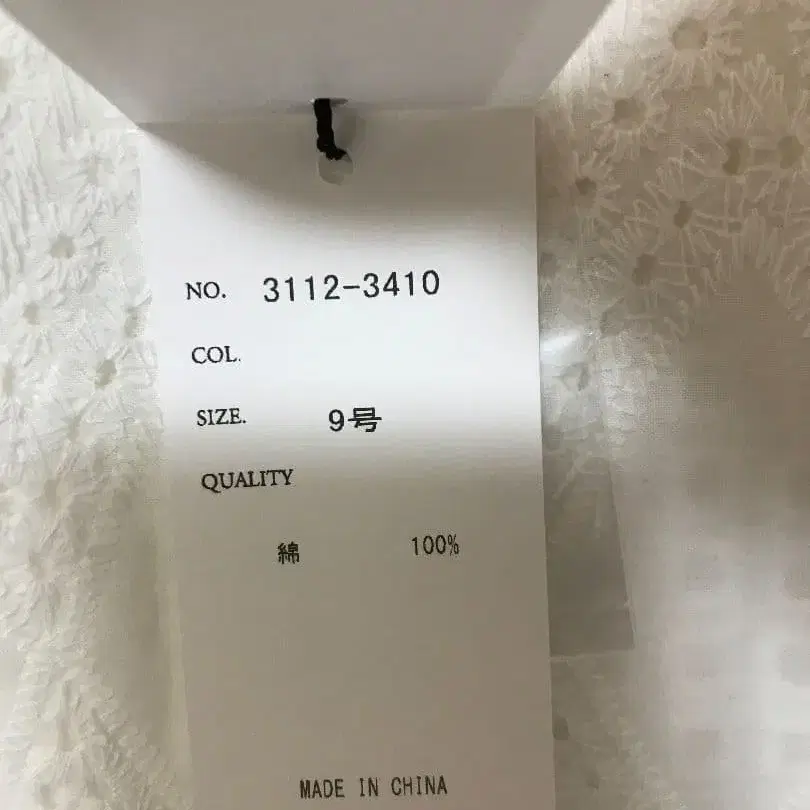 NO. 3112-3410
COL.
SIZE. 9号
QUALITY
綿 100%
MADE IN CHINA